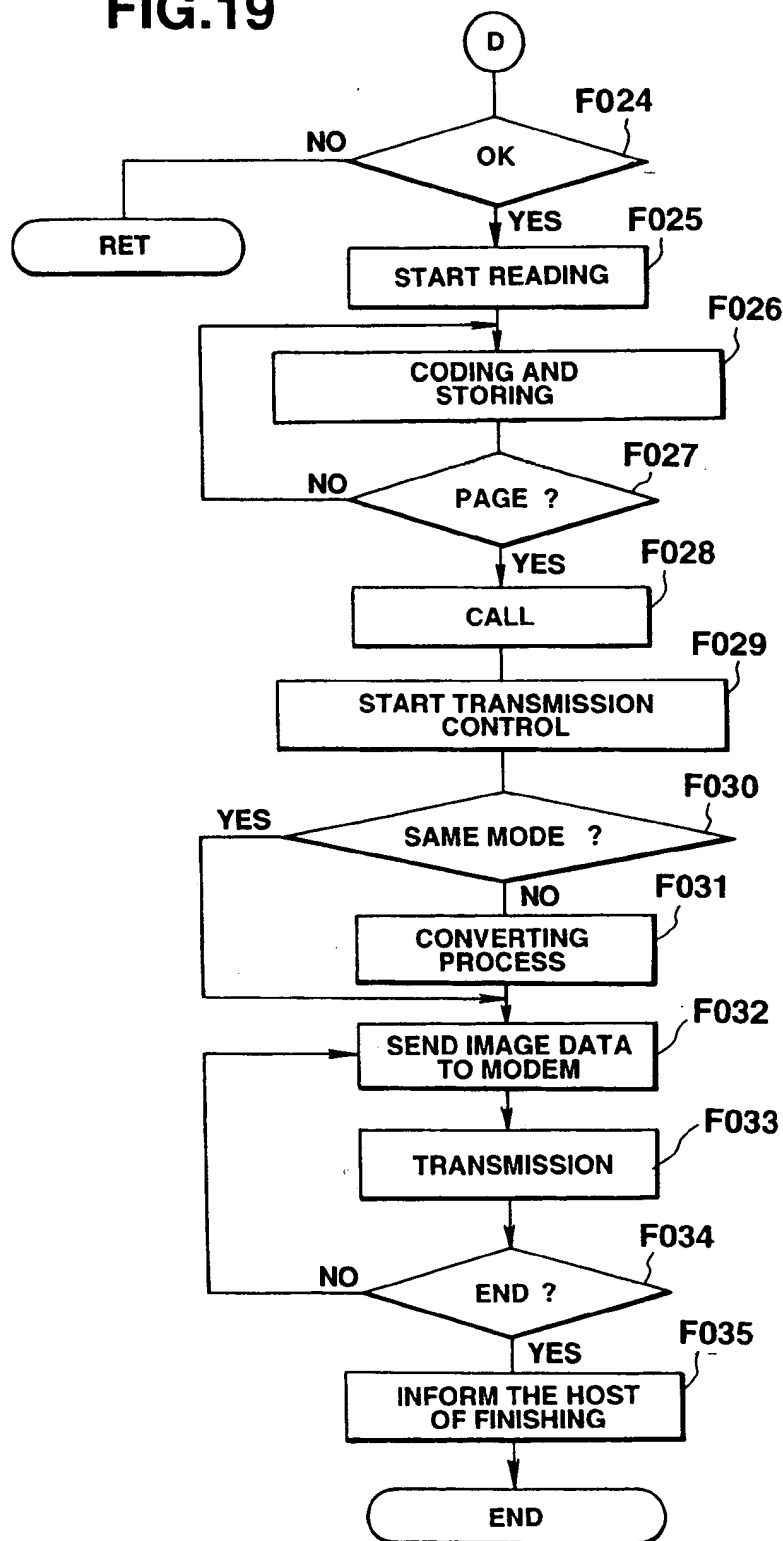 FIG.19
D
F024
NO
OK
YES
RET
F025
START READING
F026
CODING AND
STORING
F027
NO
PAGE ?
YES
F028
CALL
F029
START TRANSMISSION
CONTROL
F030
YES
SAME MODE ?
NO
F031
CONVERTING
PROCESS
F032
SEND IMAGE DATA
TO MODEM
F033
TRANSMISSION
F034
NO
END ?
YES
F035
INFORM THE HOST
OF FINISHING
END